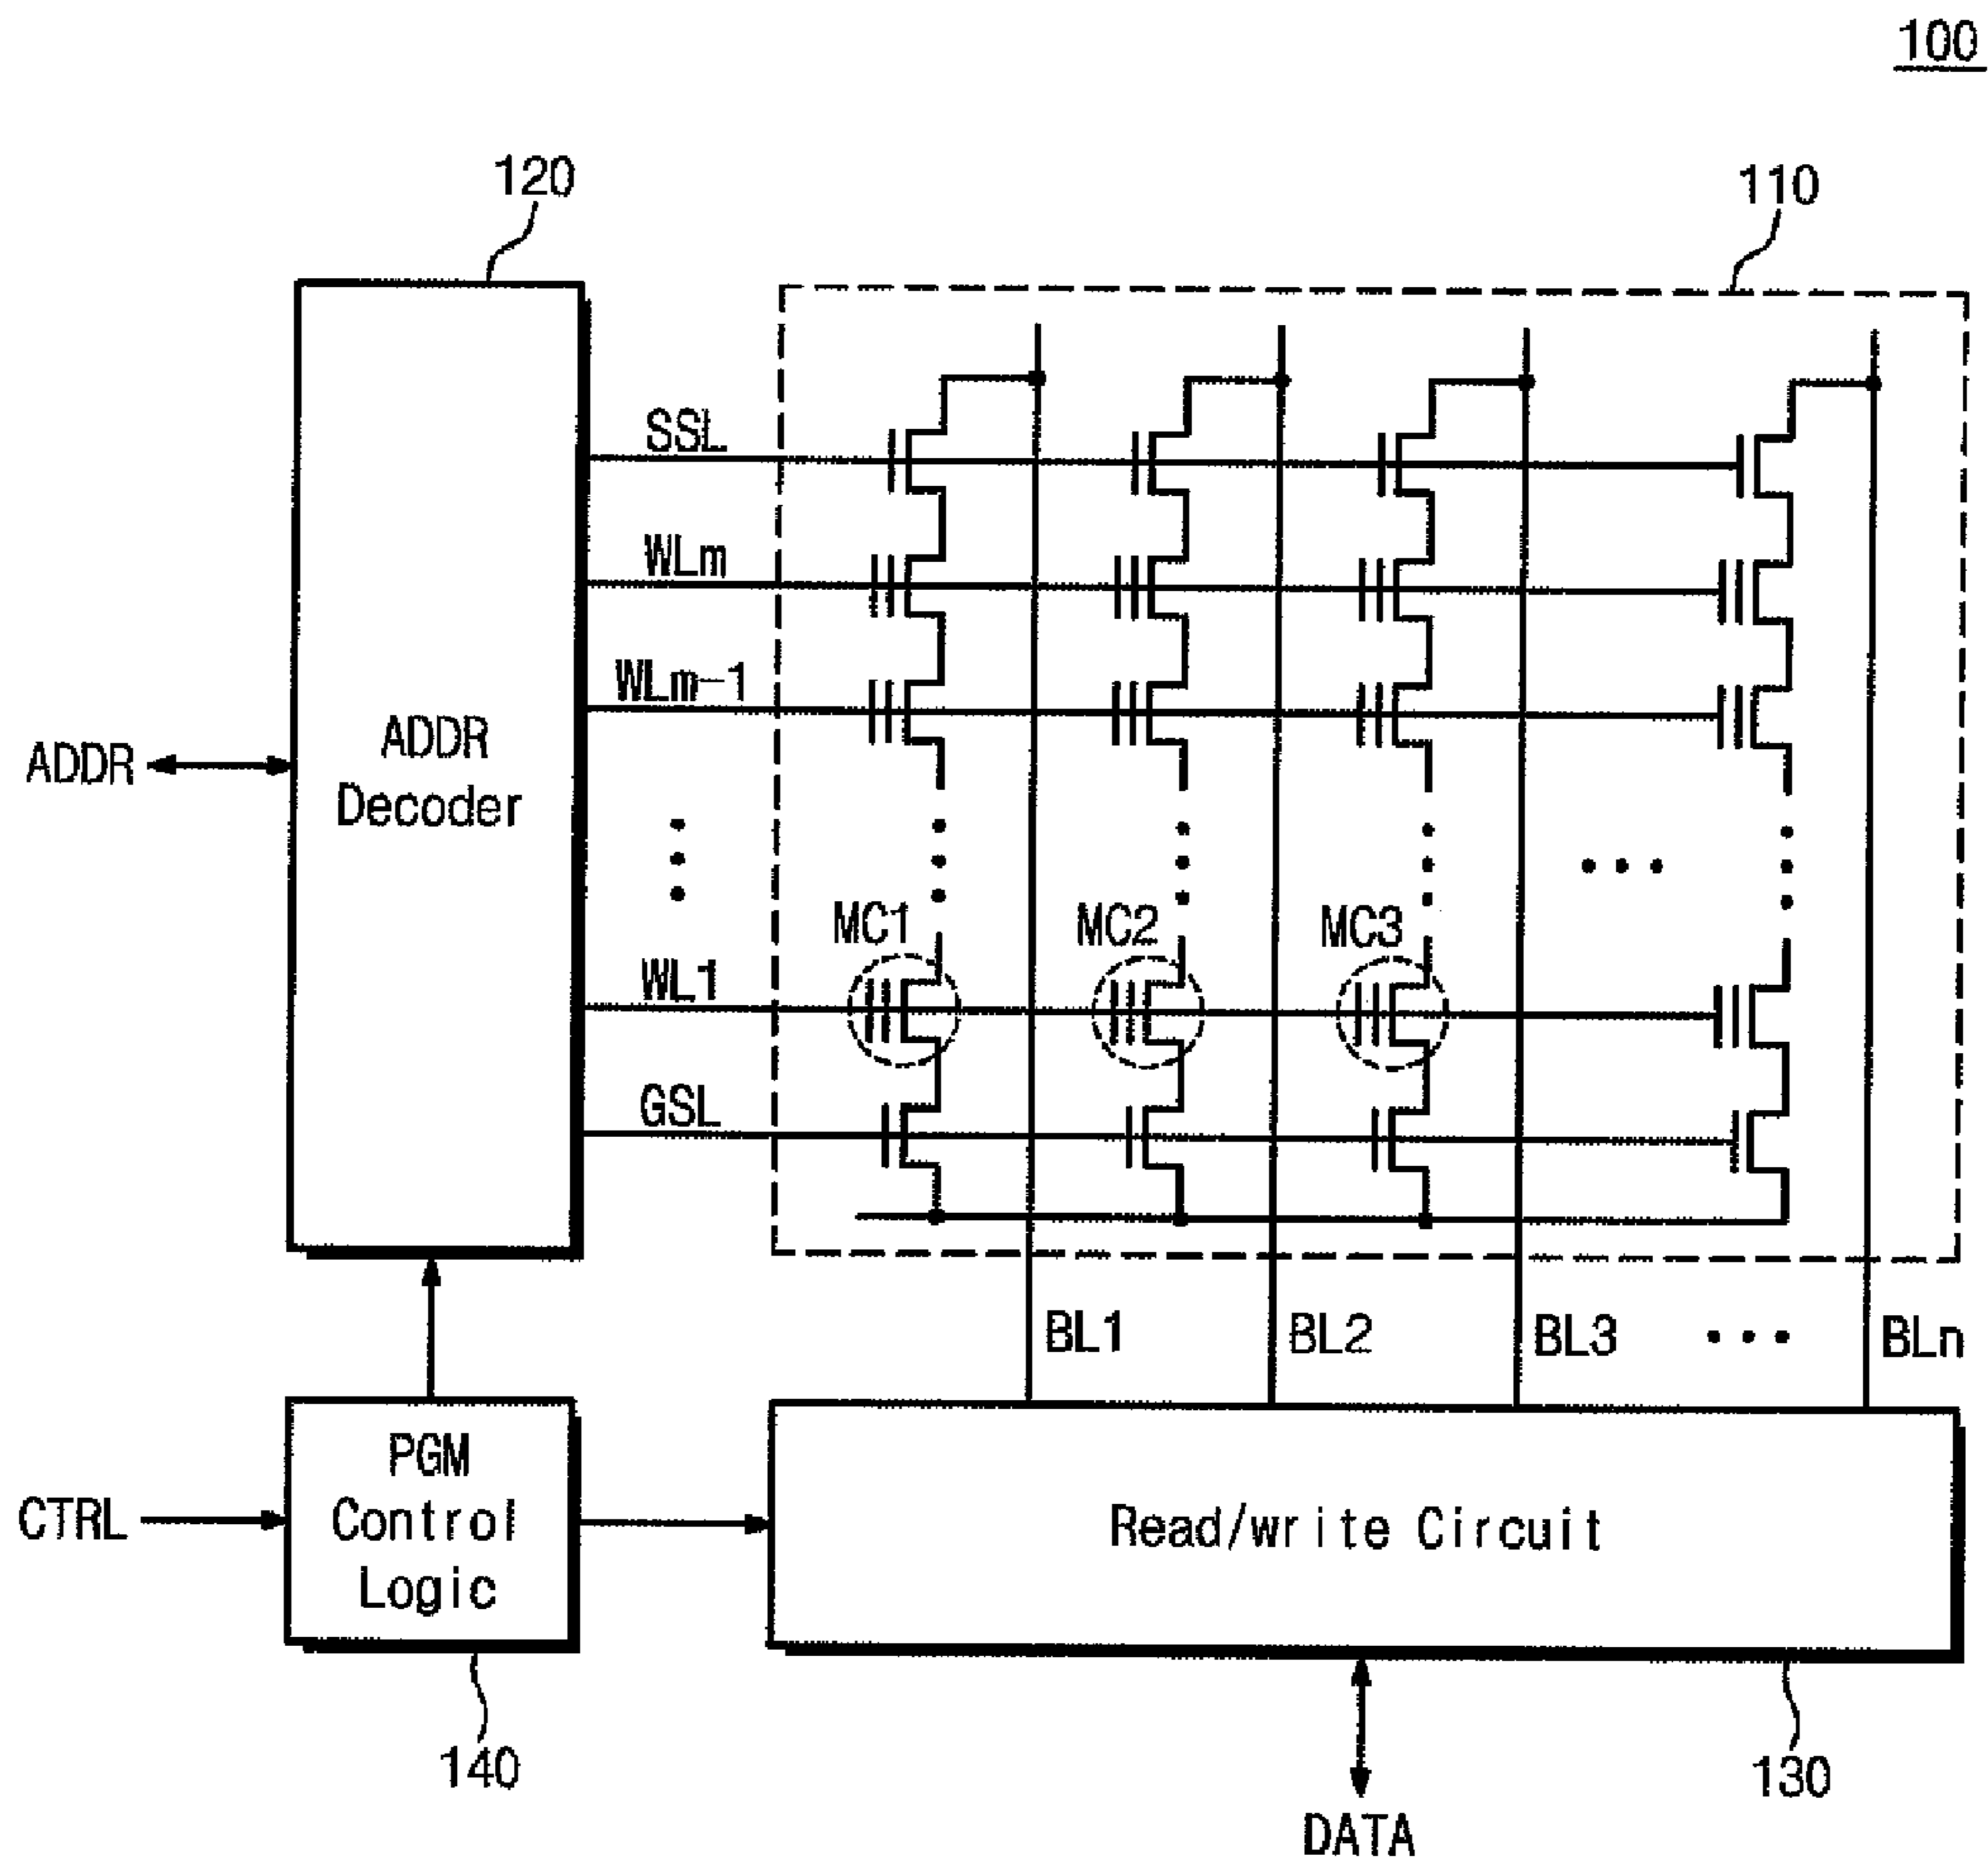 100
120
110
SSL
WLm
WLm-1
ADDR
ADDR
Decoder
MC1
MC2
MC3
WL1
GSL
BL1
BL2
BL3
BLn
PGM
Control
Logic
CTRL
Read/write Circuit
140
130
DATA